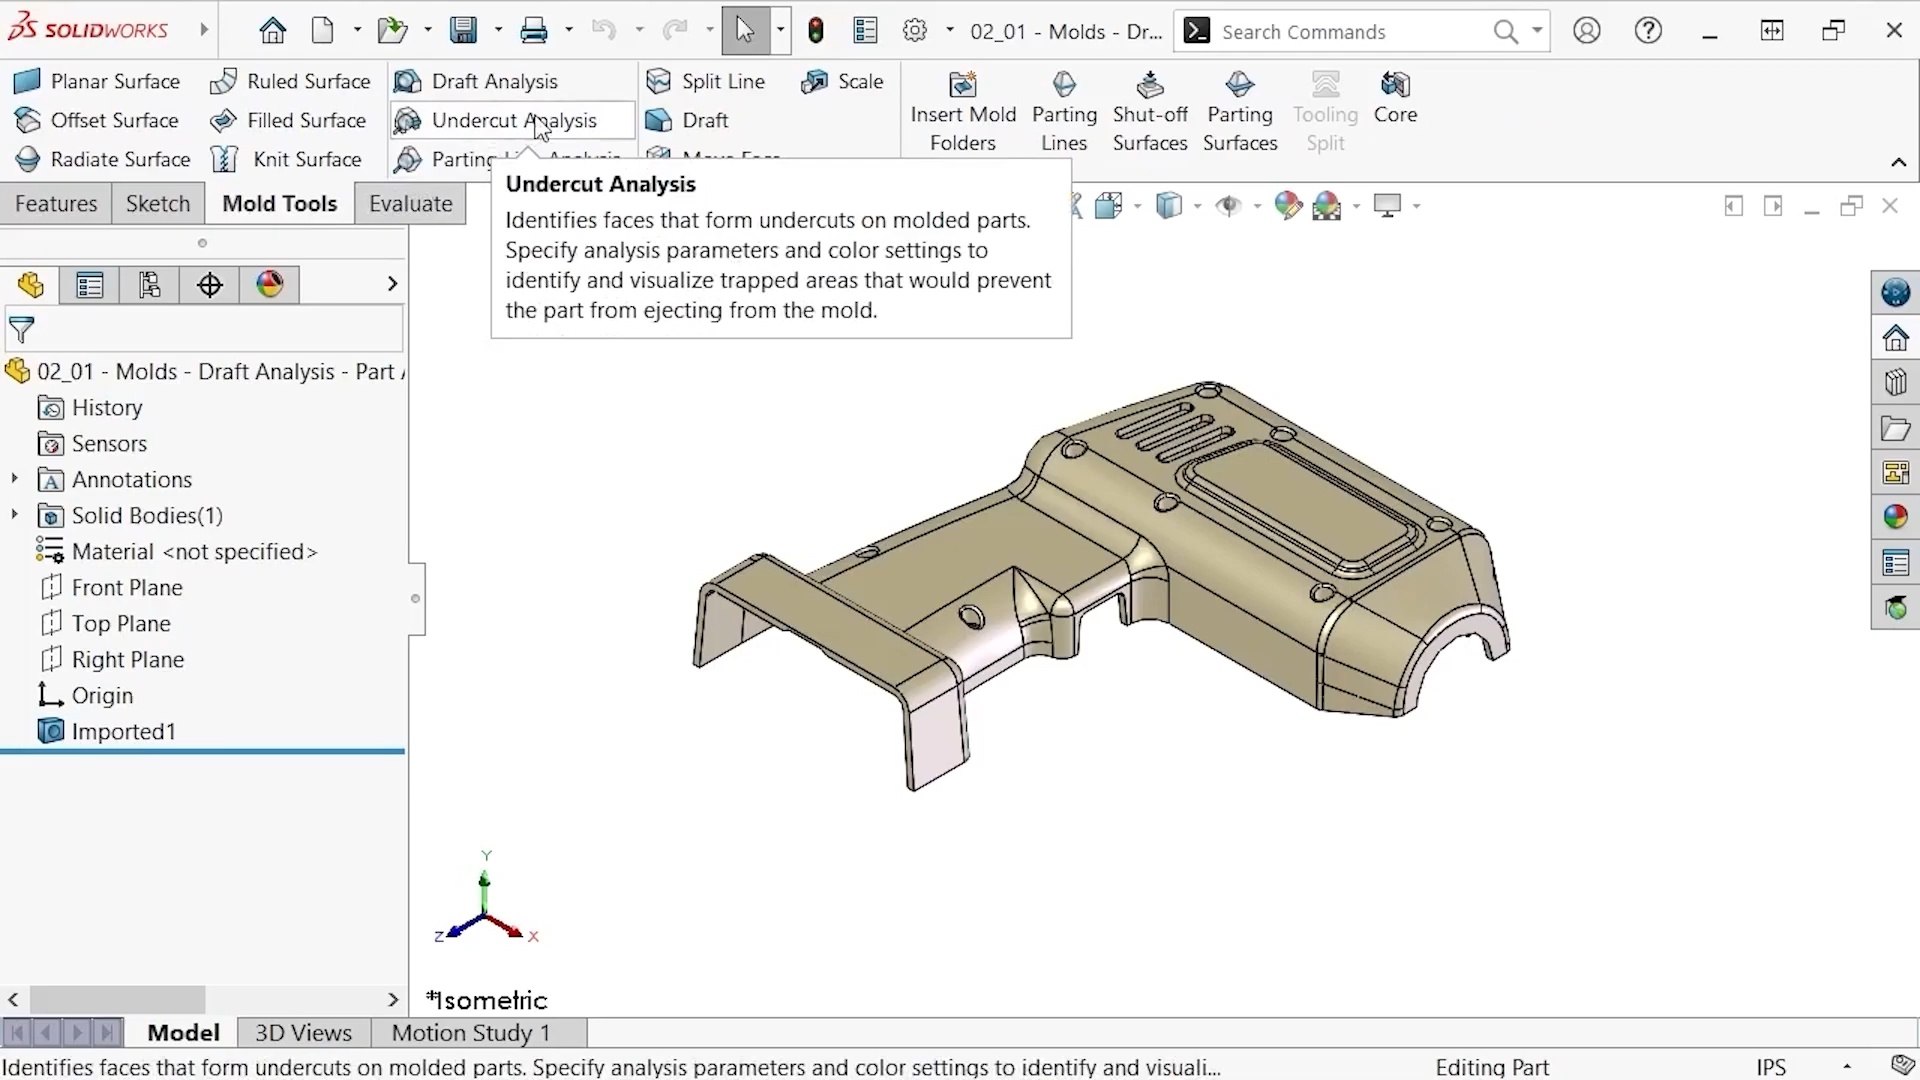 SOLIDWORKS
02_01 - Molds - Dr...
Search Commands
Planar Surface
Ruled Surface
Draft Analysis
Split Line
Scale
Offset Surface
Filled Surface
Undercut Analysis
Draft
Radiate Surface
Knit Surface
Insert Mold
Folders
Parting
Lines
Shut-off
Surfaces
Parting
Surfaces
Tooling
Split
Core
Parting
Features
Sketch
Mold Tools
Evaluate
Undercut Analysis
Identifies faces that form undercuts on molded parts.
Specify analysis parameters and color settings to
identify and visualize trapped areas that would prevent
the part from ejecting from the mold.
02_01 - Molds - Draft Analysis - Part
History
Sensors
Annotations
Solid Bodies(1)
Material <not specified>
Front Plane
Top Plane
Right Plane
Origin
Imported1
Y
Z
X
*Isometric
Model
3D Views
Motion Study 1
Identifies faces that form undercuts on molded parts. Specify analysis parameters and color settings to identify and visuali...
Editing Part
IPS